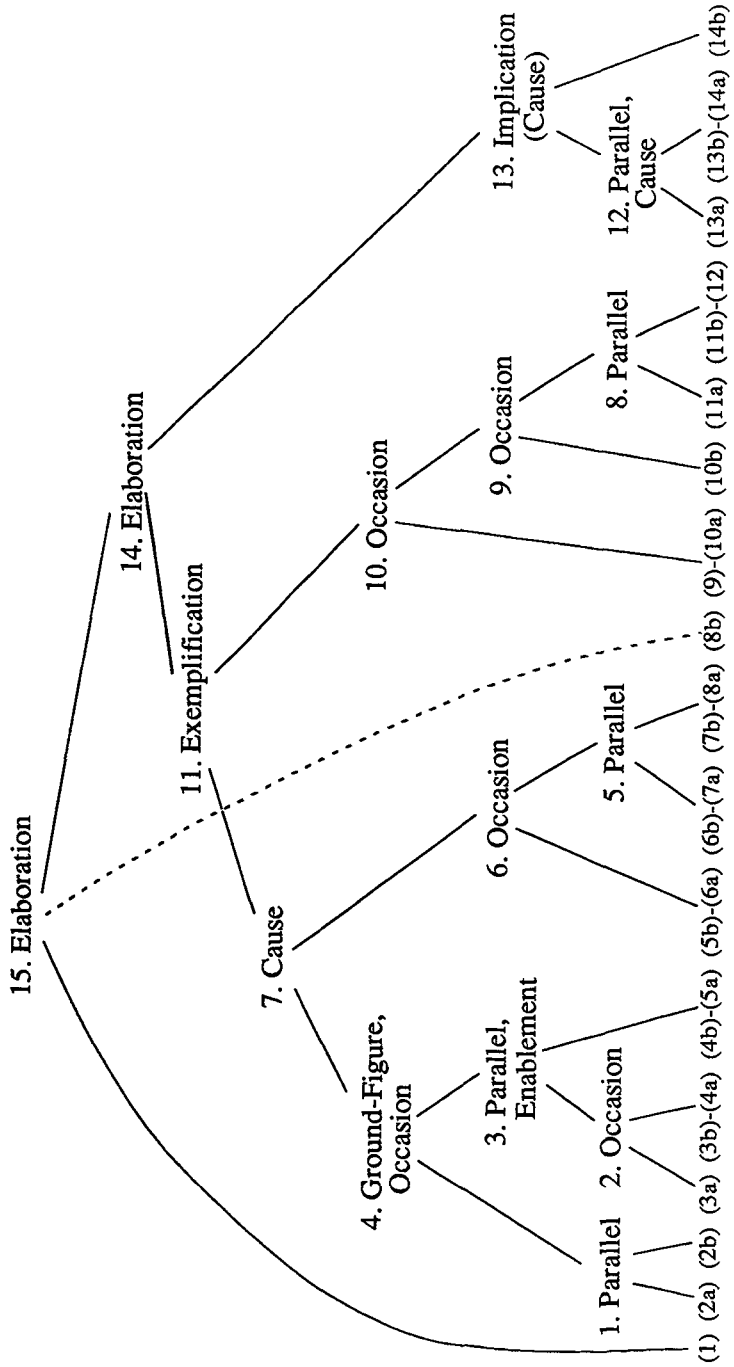 15. Elaboration
14. Elaboration
11. Exemplification
7. Cause
10. Occasion
13. Implication
(Cause)
4. Ground-Figure,
Occasion
6. Occasion
9. Occasion
12. Parallel,
Cause
3. Parallel,
Enablement
5. Parallel
8. Parallel
1. Parallel
2. Occasion
(1) (2a) (2b) (3a) (3b)-(4a) (4b)-(5a) (5b)-(6a) (6b)-(7a) (7b)-(8a) (8b) (9)-(10a) (10b) (11a) (11b)-(12) (13a) (13b)-(14a) (14b)